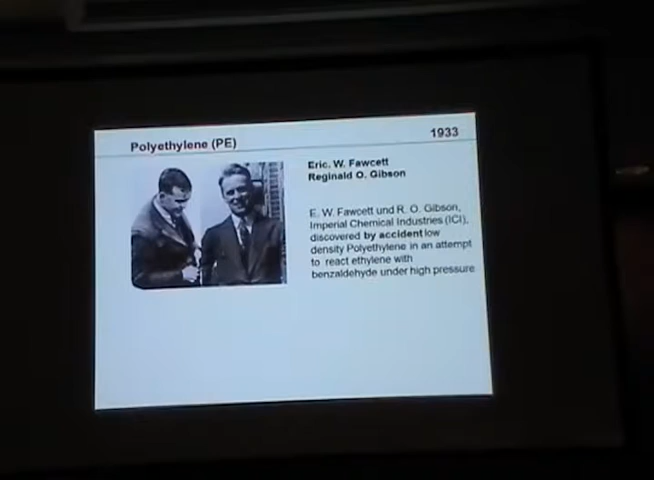 Polyethylene (PE)
1933
Eric. W. Fawcett
Reginald O. Gibson
E. W. Fawcett und R. O. Gibson,
Imperial Chemical Industries (ICI),
discovered by accident low
density Polyethylene in an attempt
to react ethylene with
benzaldehyde under high pressure